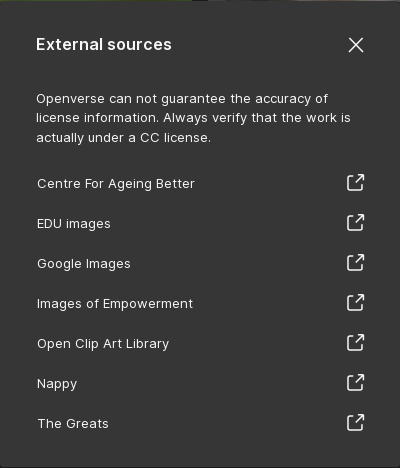 External sources
Openverse can not guarantee the accuracy of
license information. Always verify that the work is
actually under a CC license.
Centre For Ageing Better
EDU images
Google Images
Images of Empowerment
Open Clip Art Library
Nappy
The Greats